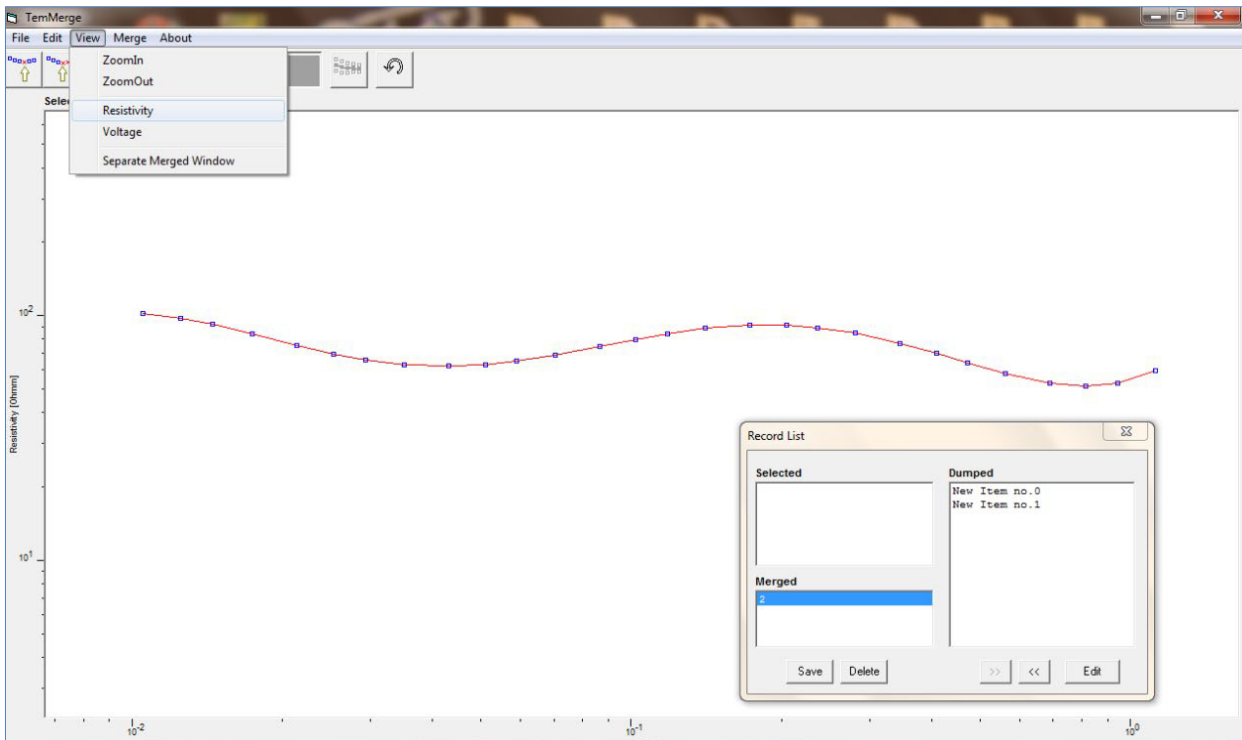 TemMerge
File Edit View Merge About
ZoomIn
ZoomOut
Resistivity
Voltage
Separate Merged Window
Sele
10²
Resistivity [Ohmm]
10¹
10⁻²
10⁻¹
10⁰
Record List
Selected
Dumped
New Item no.0
New Item no.1
Merged
2
Save Delete >> << Edit